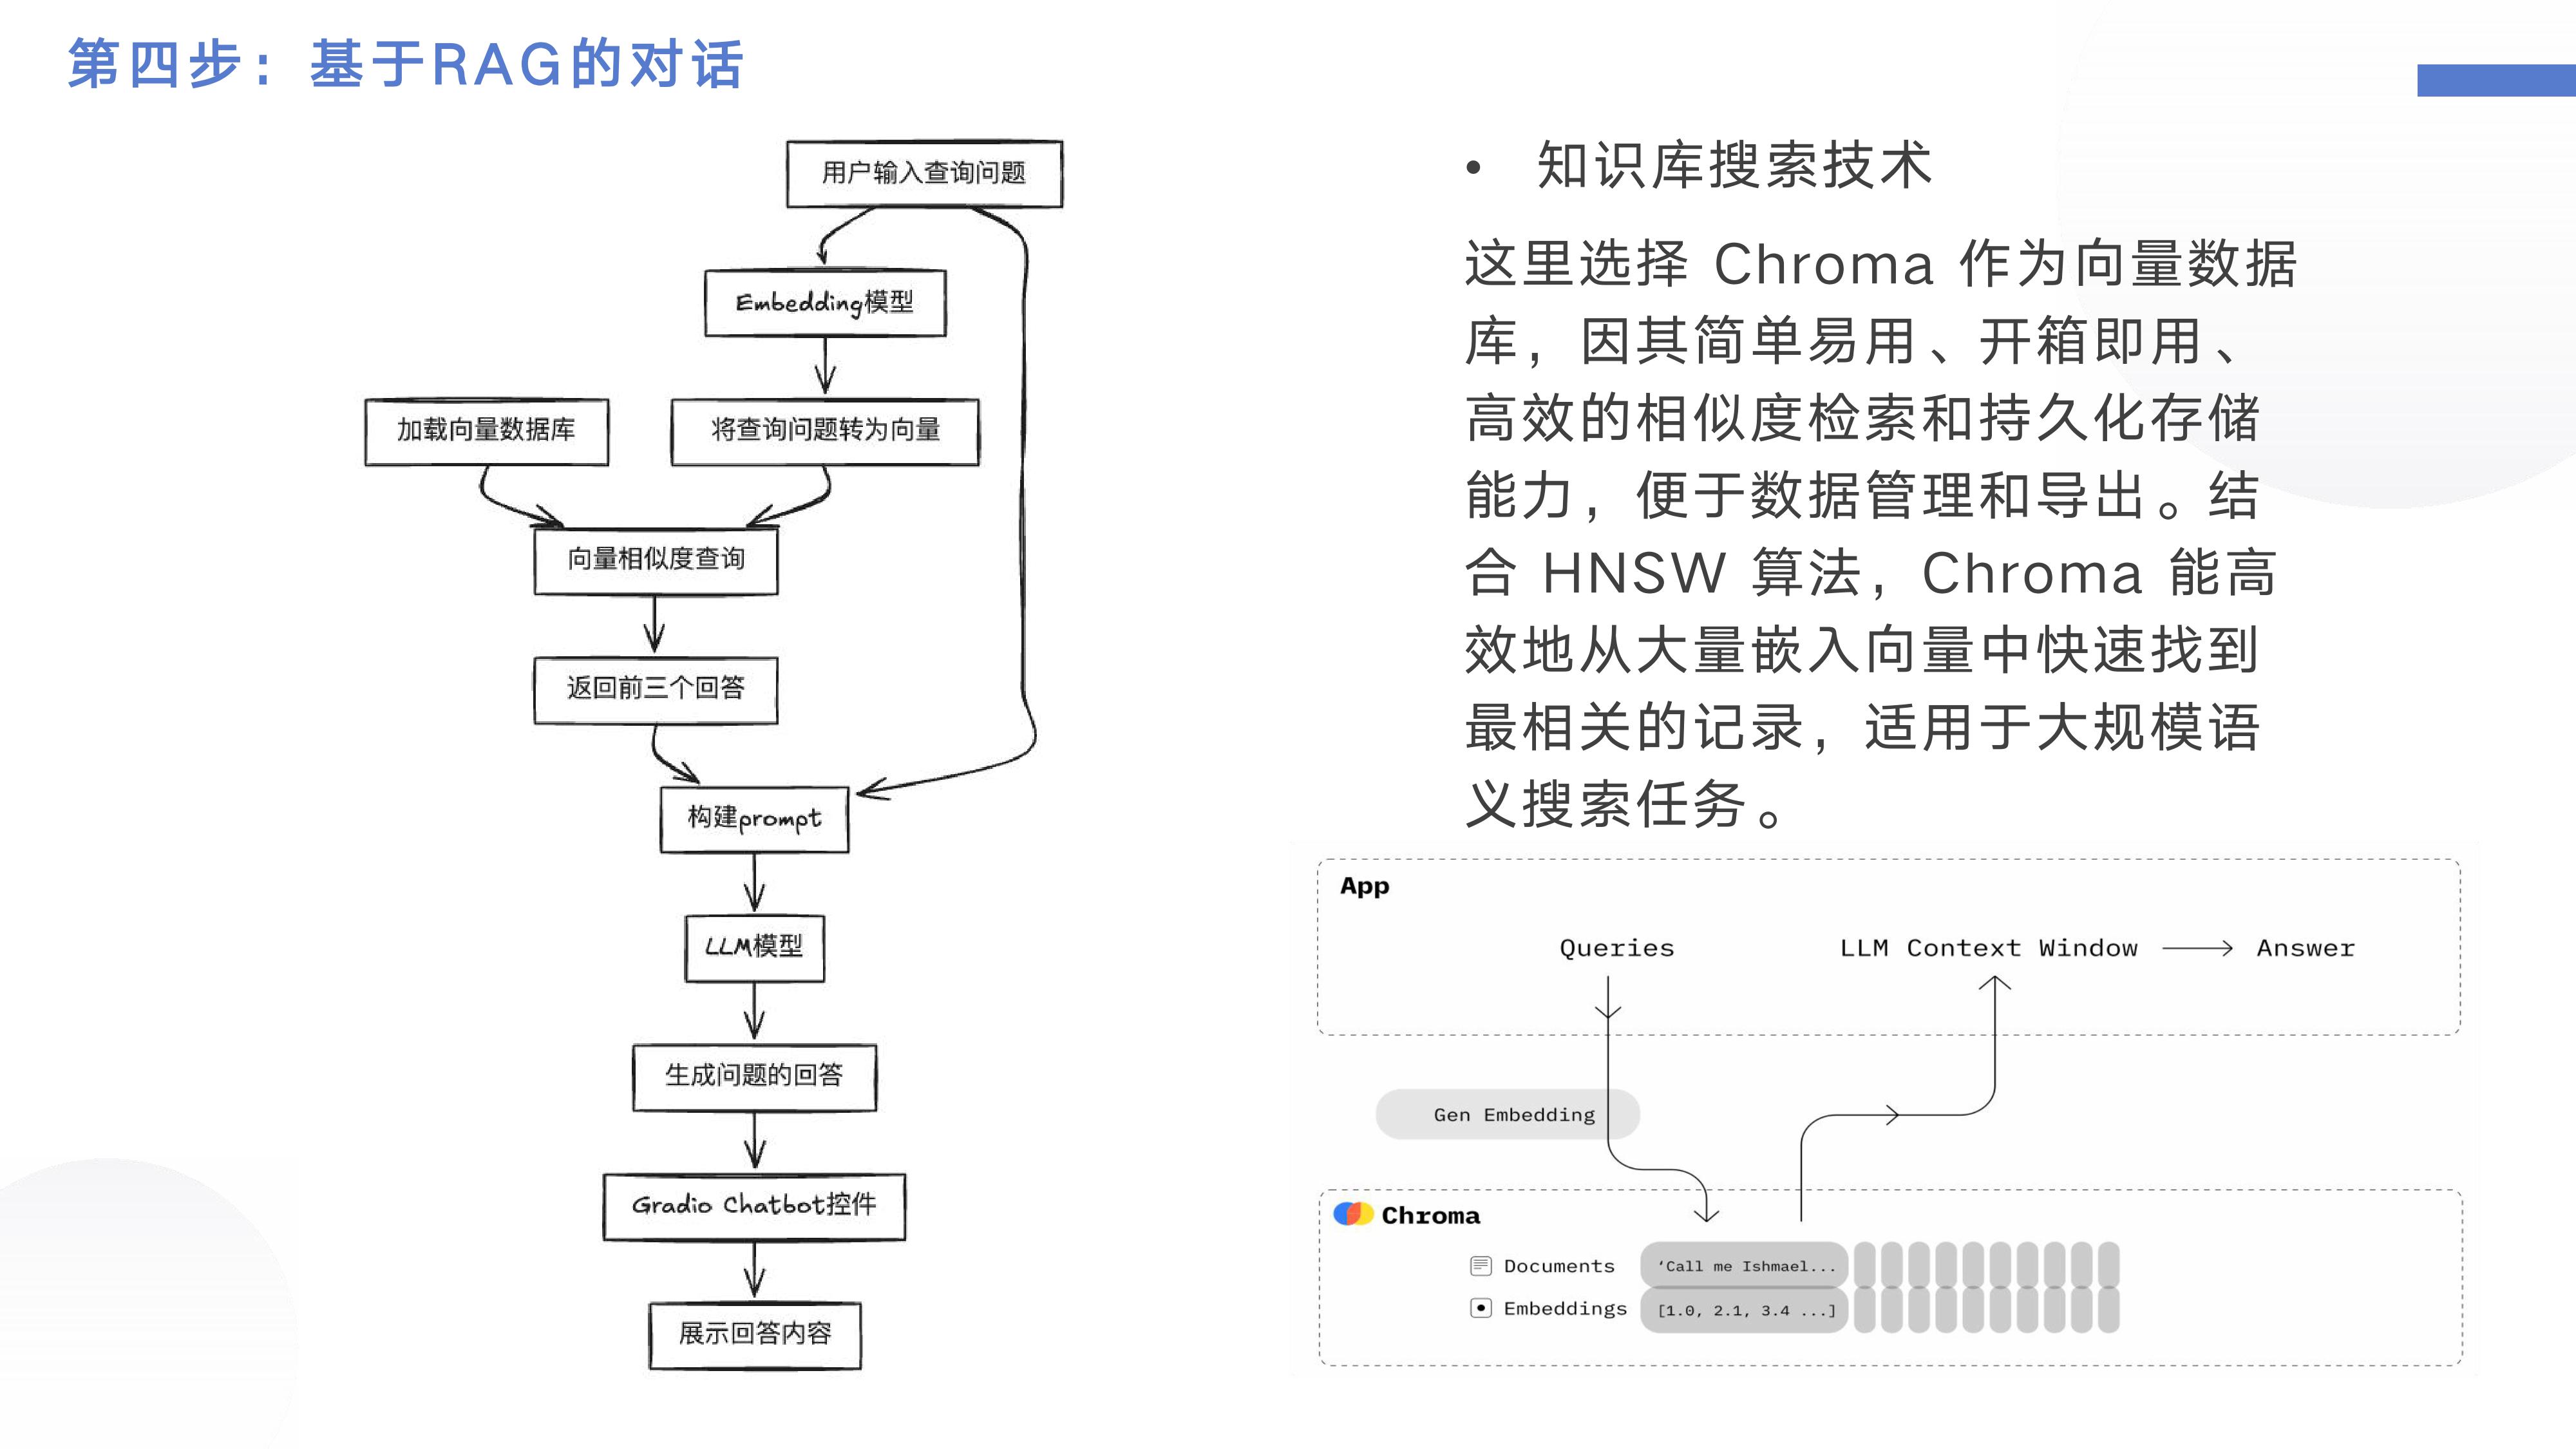 第四步：基于RAG的对话
用户输入查询问题
Embedding模型
加载向量数据库
将查询问题转为向量
向量相似度查询
返回前三个回答
构建prompt
LLM模型
生成问题的回答
Gradio Chatbot控件
展示回答内容
• 知识库搜索技术
这里选择 Chroma 作为向量数据
库，因其简单易用、开箱即用、
高效的相似度检索和持久化存储
能力，便于数据管理和导出。结
合 HNSW 算法，Chroma 能高
效地从大量嵌入向量中快速找到
最相关的记录，适用于大规模语
义搜索任务。
App
Queries
LLM Context Window
Answer
Gen Embedding
Chroma
Documents
‘Call me Ishmael...
Embeddings
[1.0, 2.1, 3.4 ...]